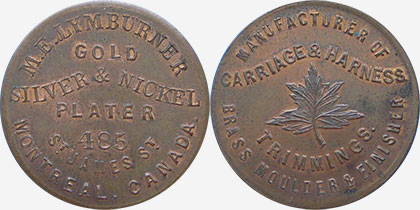 M.E. LYMBURNER
GOLD
SILVER & NICKEL
PLATER
485
ST. JAMES ST.
MONTREAL, CANADA.
MANUFACTURER OF
CARRIAGE & HARNESS
TRIMMINGS.
BRASS MOULDER & FINISHER